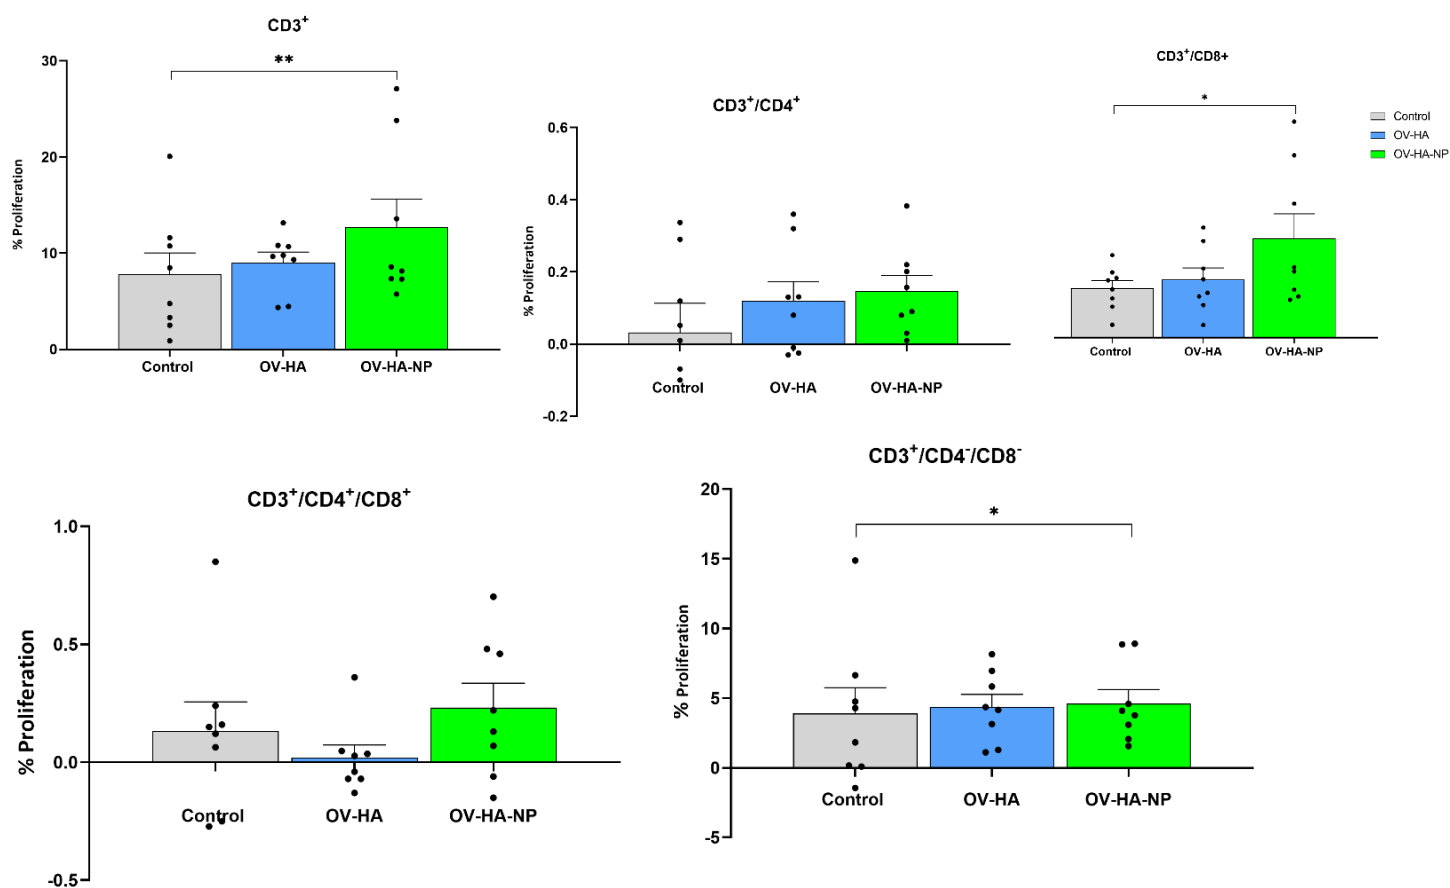 CD3⁺
**
30
20
10
0
% Proliferation
Control
OV-HA
OV-HA-NP
CD3⁺/CD4⁺
0.6
0.4
0.2
0.0
-0.2
% Proliferation
Control
OV-HA
OV-HA-NP
CD3⁺/CD8+
*
Control
OV-HA
OV-HA-NP
Control
OV-HA
OV-HA-NP
CD3⁺/CD4⁺/CD8⁺
1.0
0.5
0.0
-0.5
% Proliferation
Control
OV-HA
OV-HA-NP
CD3⁺/CD4⁻/CD8⁻
*
20
15
10
5
0
-5
% Proliferation
Control
OV-HA
OV-HA-NP